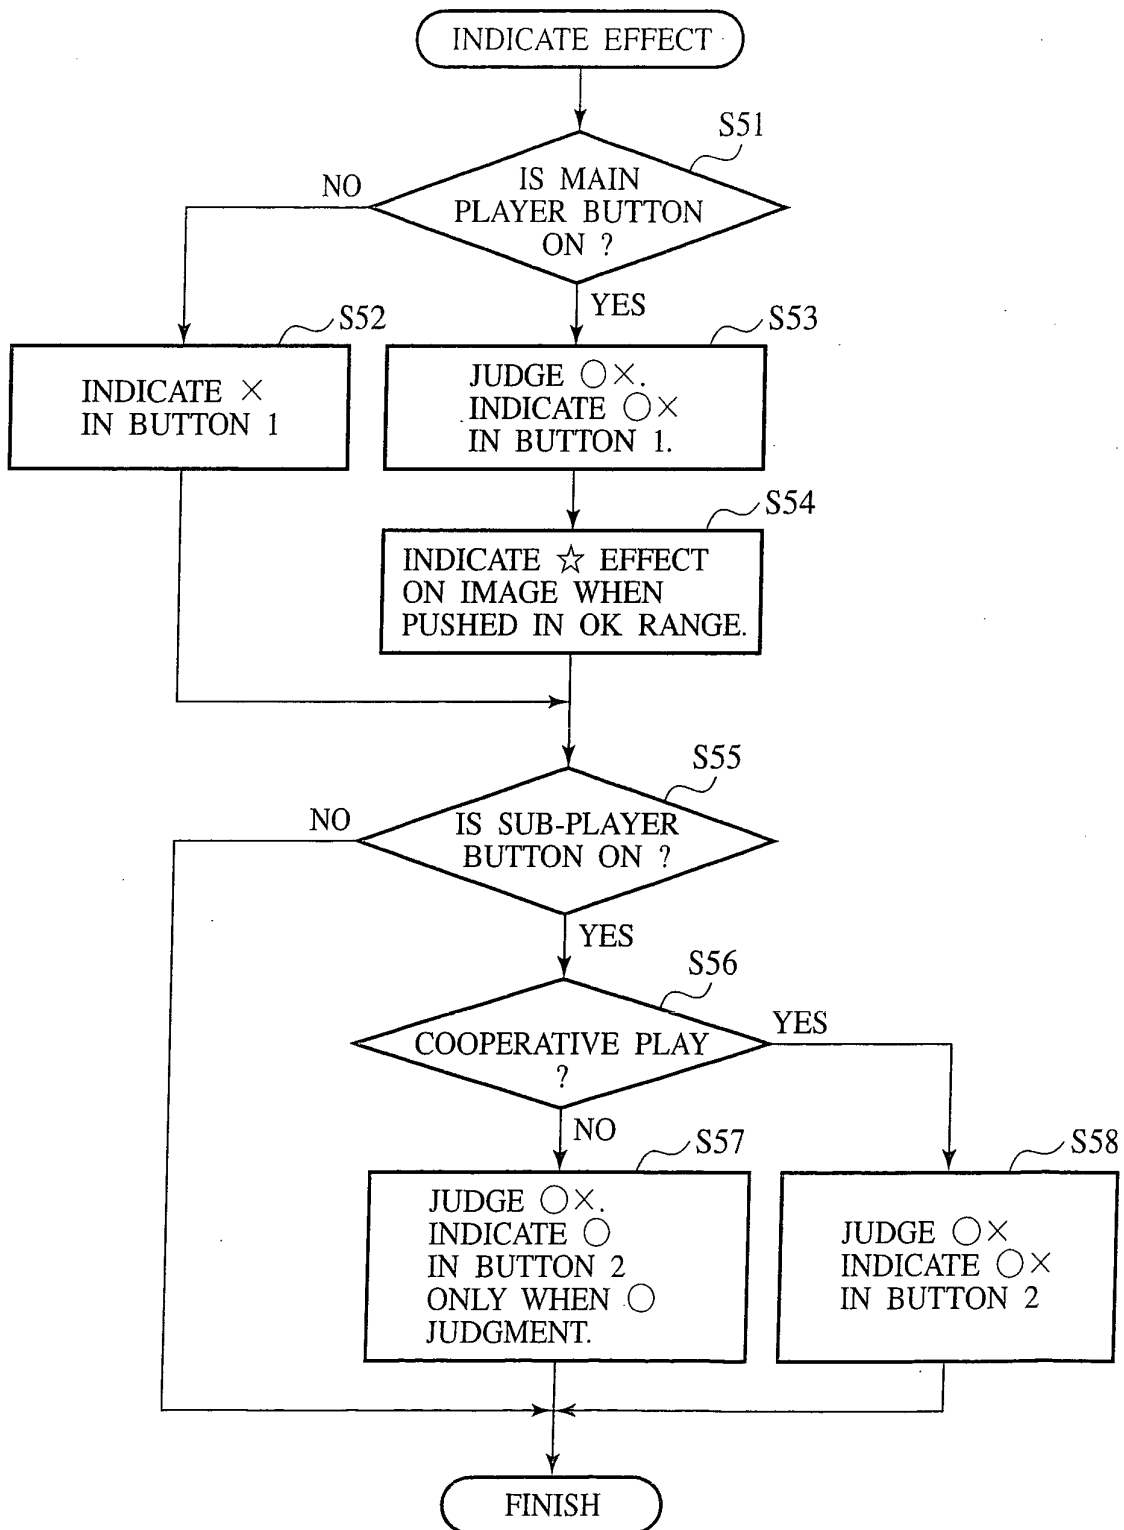 INDICATE EFFECT
S51
IS MAIN
PLAYER BUTTON
ON ?
NO
YES
S52
INDICATE ×
IN BUTTON 1
S53
JUDGE ○×.
INDICATE ○×
IN BUTTON 1.
S54
INDICATE ☆ EFFECT
ON IMAGE WHEN
PUSHED IN OK RANGE.
S55
IS SUB-PLAYER
BUTTON ON ?
NO
YES
S56
COOPERATIVE PLAY
?
YES
NO
S57
JUDGE ○×.
INDICATE ○
IN BUTTON 2
ONLY WHEN ○
JUDGMENT.
S58
JUDGE ○×
INDICATE ○×
IN BUTTON 2
FINISH